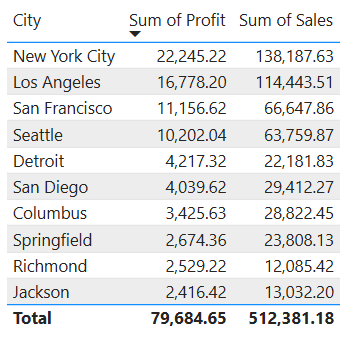 City Sum of Profit Sum of Sales
New York City 22,245.22 138,187.63
Los Angeles 16,778.20 114,443.51
San Francisco 11,156.62 66,647.86
Seattle 10,202.04 63,759.87
Detroit 4,217.32 22,181.83
San Diego 4,039.62 29,412.27
Columbus 3,425.63 28,822.45
Springfield 2,674.36 23,808.13
Richmond 2,529.22 12,085.42
Jackson 2,416.42 13,032.20
Total 79,684.65 512,381.18